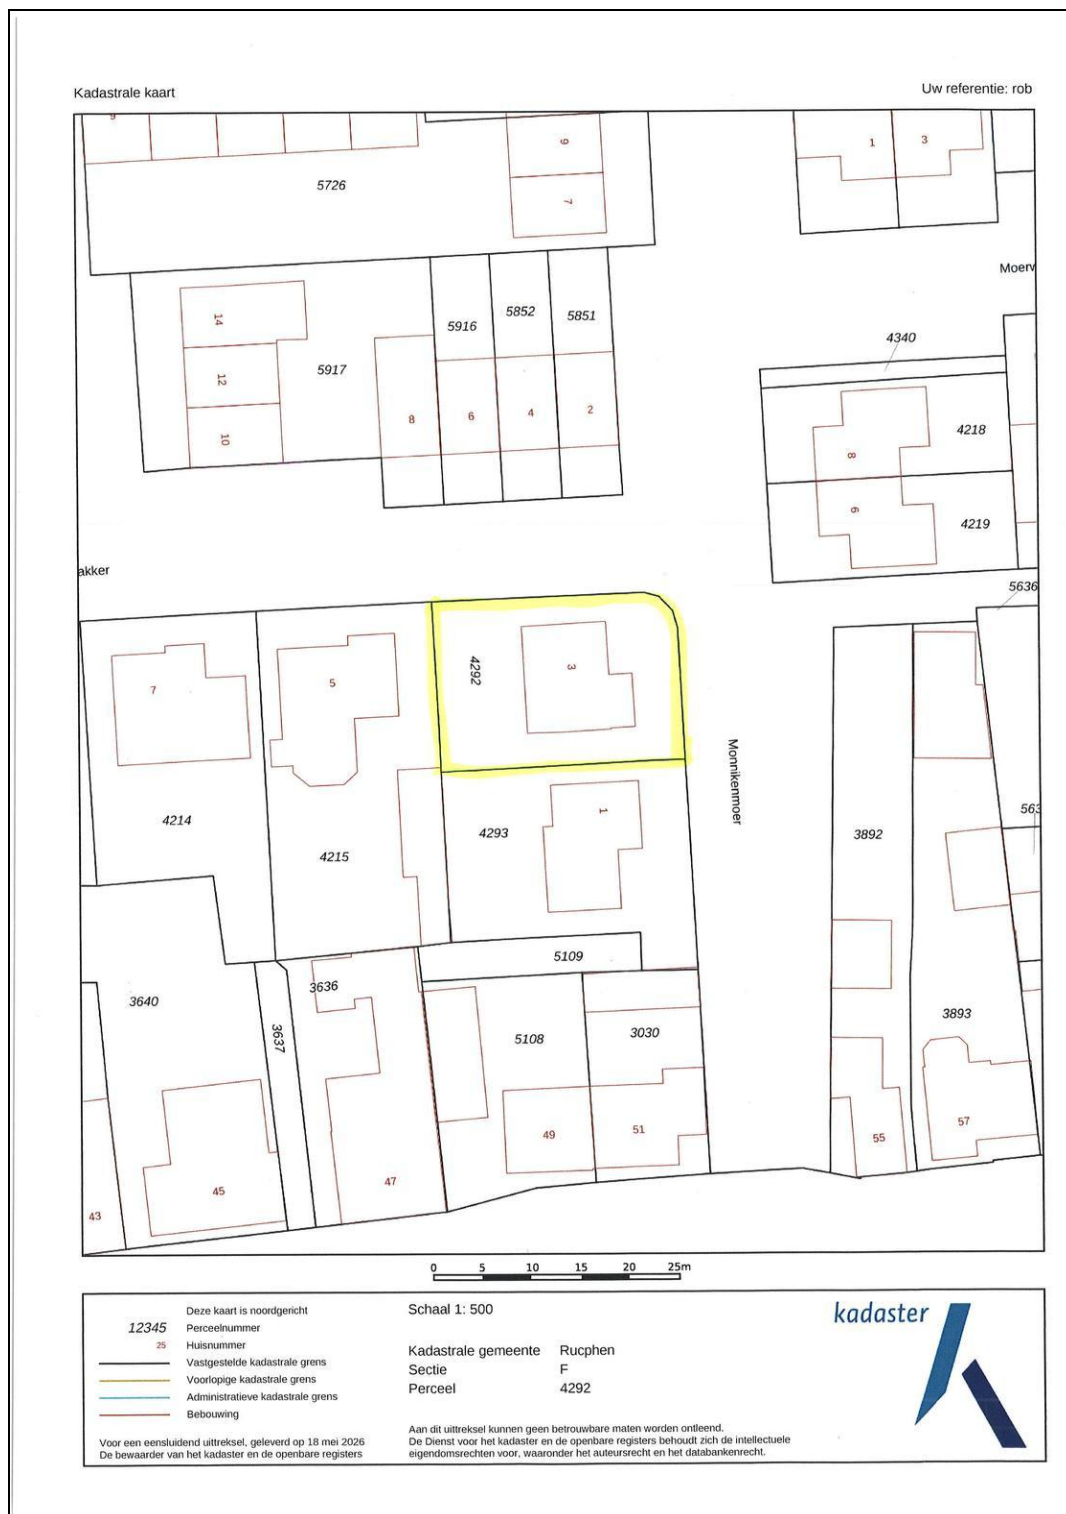 Kadastrale kaart
Uw referentie: rob
9
9
7
1
3
5726
Moerv
14
12
10
5917
5916
5852
5851
8
6
4
2
4340
4218
8
6
4219
akker
5636
7
5
4292
3
4214
4215
4293
1
Monnikenmoer
3892
563
5109
3640
3637
3636
5108
3030
3893
49
51
55
57
43
45
47
0 5 10 15 20 25m
Deze kaart is noordgericht
12345 Perceelnummer
25 Huisnummer
Vastgestelde kadastrale grens
Voorlopige kadastrale grens
Administratieve kadastrale grens
Bebouwing
Voor een eensluidend uittreksel, geleverd op 18 mei 2026
De bewaarder van het kadaster en de openbare registers
Schaal 1: 500
Kadastrale gemeente Rucphen
Sectie F
Perceel 4292
Aan dit uittreksel kunnen geen betrouwbare maten worden ontleend.
De Dienst voor het kadaster en de openbare registers behoudt zich de intellectuele
eigendomsrechten voor, waaronder het auteursrecht en het databankenrecht.
kadaster